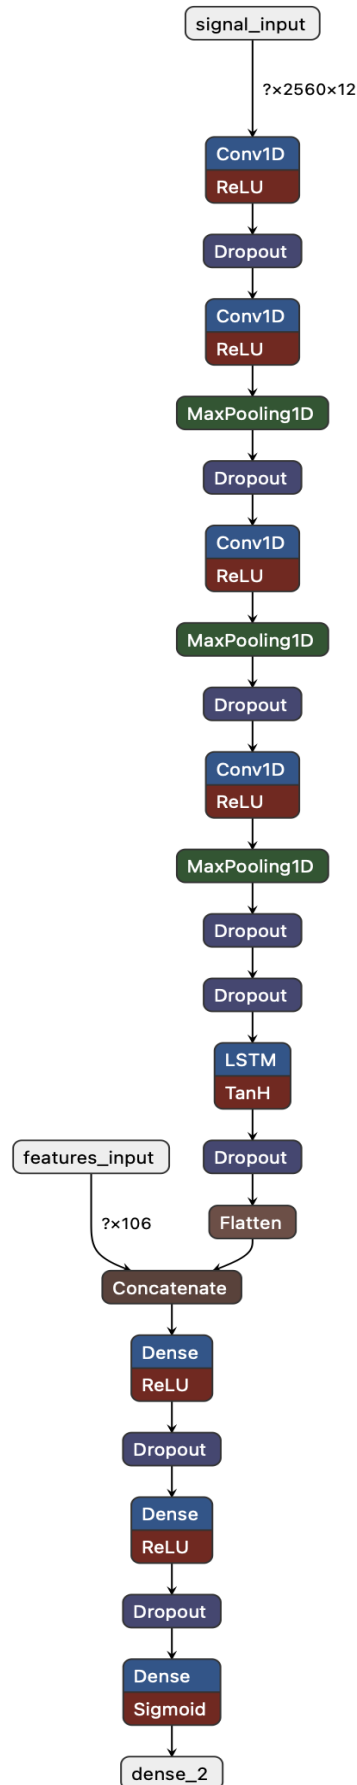 signal_input
?×2560×12
Conv1D
ReLU
Dropout
Conv1D
ReLU
MaxPooling1D
Dropout
Conv1D
ReLU
MaxPooling1D
Dropout
Conv1D
ReLU
MaxPooling1D
Dropout
Dropout
LSTM
TanH
features_input
Dropout
?×106
Flatten
Concatenate
Dense
ReLU
Dropout
Dense
ReLU
Dropout
Dense
Sigmoid
dense_2